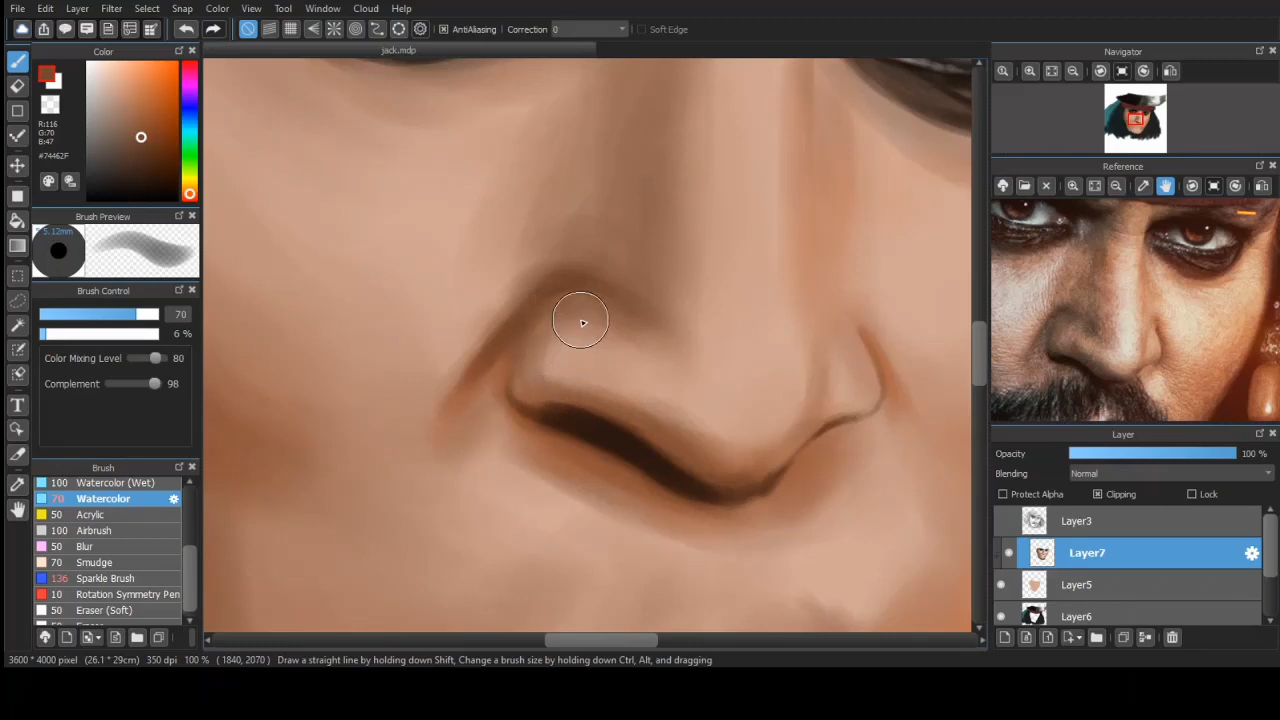 File Edit Layer Filter Select Snap Color View Tool Window Cloud Help
AntiAliasing Correction 0 Soft Edge
jack.mdp
Color
R:116
G:70
B:47
#74462F
Brush Preview
5.12mm
Brush Control
70
6 %
Color Mixing Level 80
Complement 98
Brush
100 Watercolor (Wet)
70 Watercolor
50 Acrylic
100 Airbrush
50 Blur
70 Smudge
136 Sparkle Brush
10 Rotation Symmetry Pen
50 Eraser (Soft)
Navigator
Reference
Layer
Opacity 100 %
Blending Normal
Protect Alpha Clipping Lock
Layer3
Layer7
Layer5
Layer6
3600 * 4000 pixel (26.1 * 29cm) 350 dpi 100 % ( 1840, 2070 ) Draw a straight line by holding down Shift, Change a brush size by holding down Ctrl, Alt, and dragging